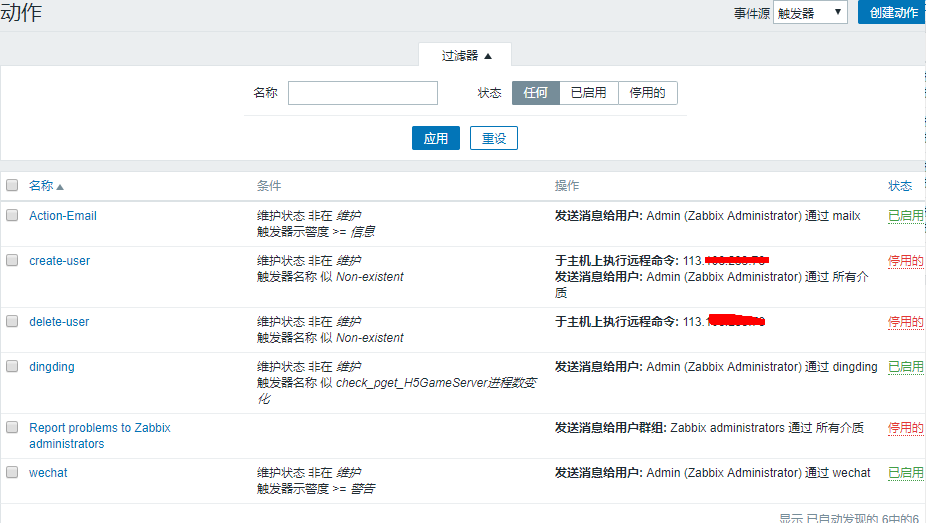 动作
事件源 触发器 创建动作
过滤器
名称 状态 任何 已启用 停用的
应用 重设
名称 条件 操作 状态
Action-Email 维护状态 非在 维护 发送消息给用户: Admin (Zabbix Administrator) 通过 mailx 已启用
触发器示警度 >= 信息
create-user 维护状态 非在 维护 于主机上执行远程命令: 113. 停用的
触发器名称 似 Non-existent 发送消息给用户: Admin (Zabbix Administrator) 通过 所有介
质
delete-user 维护状态 非在 维护 于主机上执行远程命令: 113. 停用的
触发器名称 似 Non-existent
dingding 维护状态 非在 维护 发送消息给用户: Admin (Zabbix Administrator) 通过 dingding 已启用
触发器名称 似 check_pget_H5GameServer进程数变
化
Report problems to Zabbix 发送消息给用户群组: Zabbix administrators 通过 所有介质 停用的
administrators
wechat 维护状态 非在 维护 发送消息给用户: Admin (Zabbix Administrator) 通过 wechat 已启用
触发器示警度 >= 警告
显示 已自动发现的 6中的6